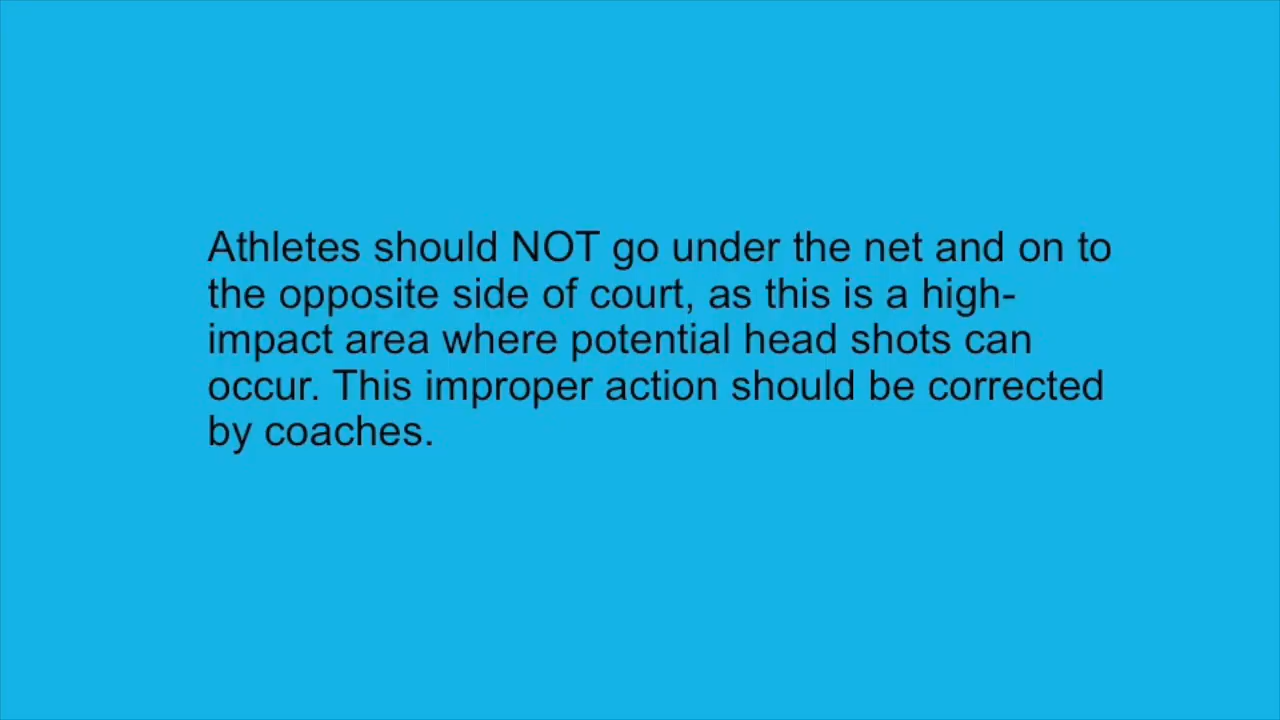 Athletes should NOT go under the net and on to
the opposite side of court, as this is a high-
impact area where potential head shots can
occur. This improper action should be corrected
by coaches.